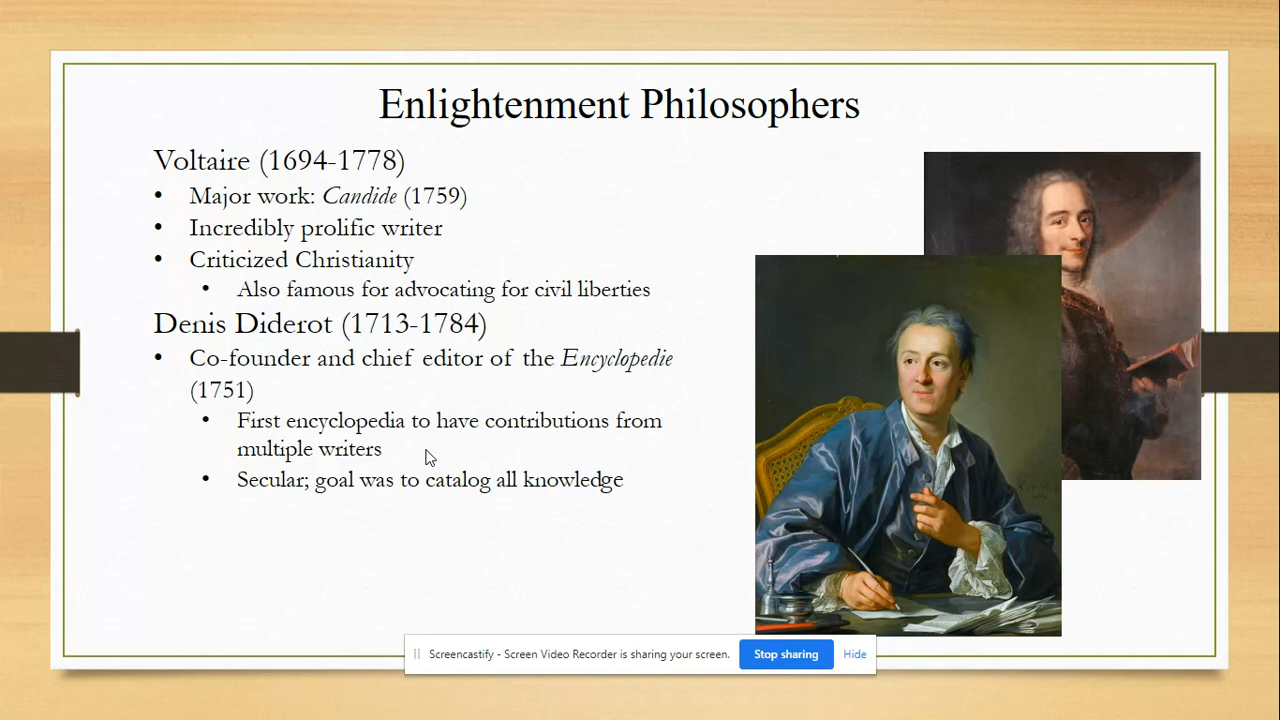 Enlightenment Philosophers
Voltaire (1694-1778)
• Major work: Candide (1759)
• Incredibly prolific writer
• Criticized Christianity
• Also famous for advocating for civil liberties
Denis Diderot (1713-1784)
• Co-founder and chief editor of the Encyclopedie
(1751)
• First encyclopedia to have contributions from
multiple writers
• Secular; goal was to catalog all knowledge
Screencastify - Screen Video Recorder is sharing your screen. Stop sharing Hide